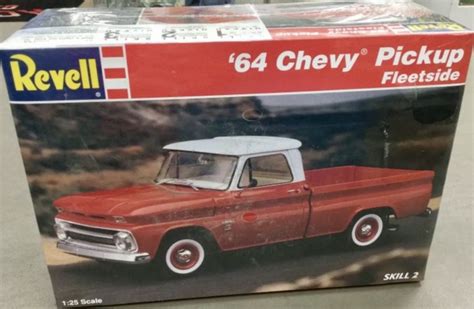 Revell
'64 Chevy® Pickup
Fleetside
SKILL 2
1:25 Scale